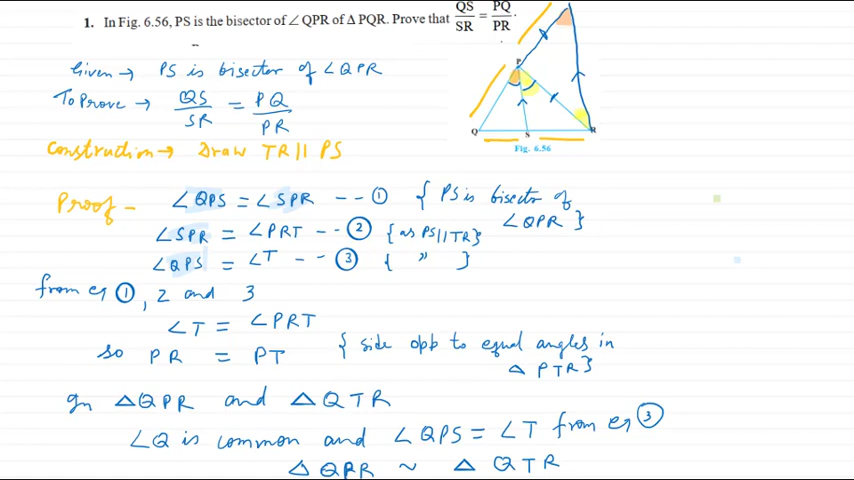 1. In Fig. 6.56, PS is the bisector of ∠ QPR of Δ PQR. Prove that QS/SR = PQ/PR.
Given → PS is bisector of ∠QPR
To Prove → QS/SR = PQ/PR
Construction → Draw TR || PS
P
Q
S
R
Fig. 6.56
Proof - ∠QPS = ∠SPR -- ① { PS is bisector of ∠QPR }
∠SPR = ∠PRT -- ② { as PS || TR }
∠QPS = ∠T -- ③ { " }
from eq ①, 2 and 3
∠T = ∠PRT
so PR = PT { side opp to equal angles in Δ PTR }
In ΔQPR and ΔQTR
∠Q is common and ∠QPS = ∠T from eq ③
ΔQPR ~ Δ QTR